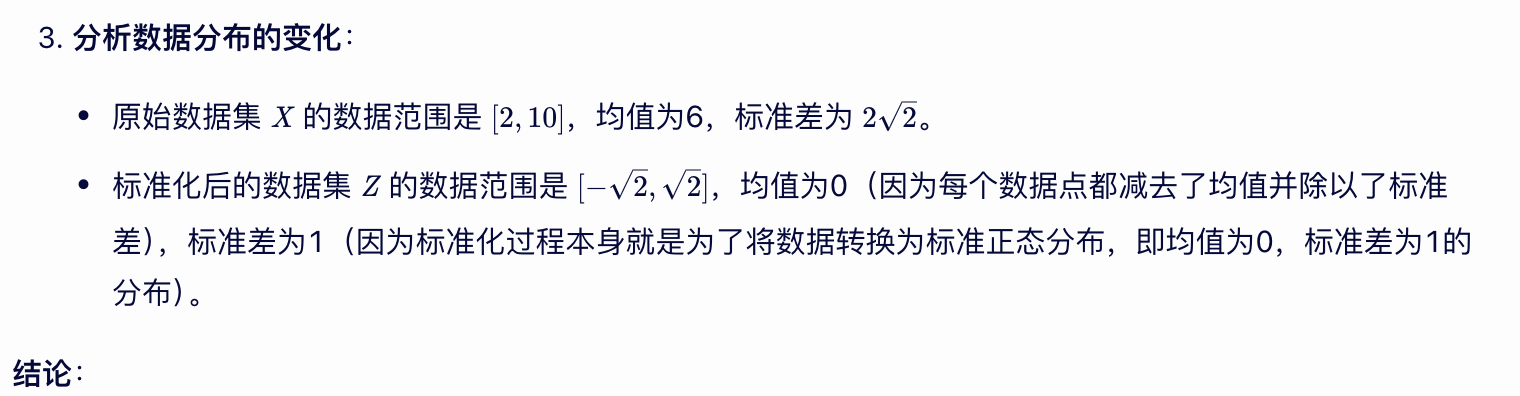 3. 分析数据分布的变化：
• 原始数据集 X 的数据范围是 [2, 10]，均值为6，标准差为 2√2。
• 标准化后的数据集 Z 的数据范围是 [−√2, √2]，均值为0（因为每个数据点都减去了均值并除以了标准
差），标准差为1（因为标准化过程本身就是为了将数据转换为标准正态分布，即均值为0，标准差为1的
分布）。
结论：